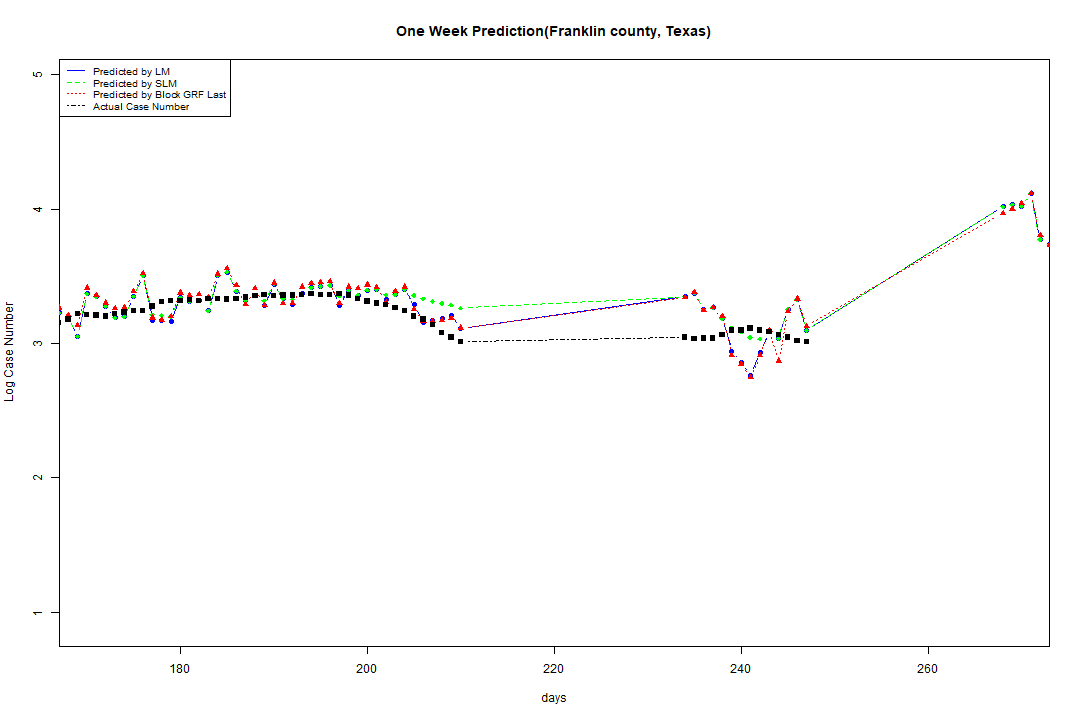 One Week Prediction(Franklin county, Texas)
Predicted by LM
Predicted by SLM
Predicted by Block GRF Last
Actual Case Number
5
4
3
2
1
Log Case Number
180 200 220 240 260
days